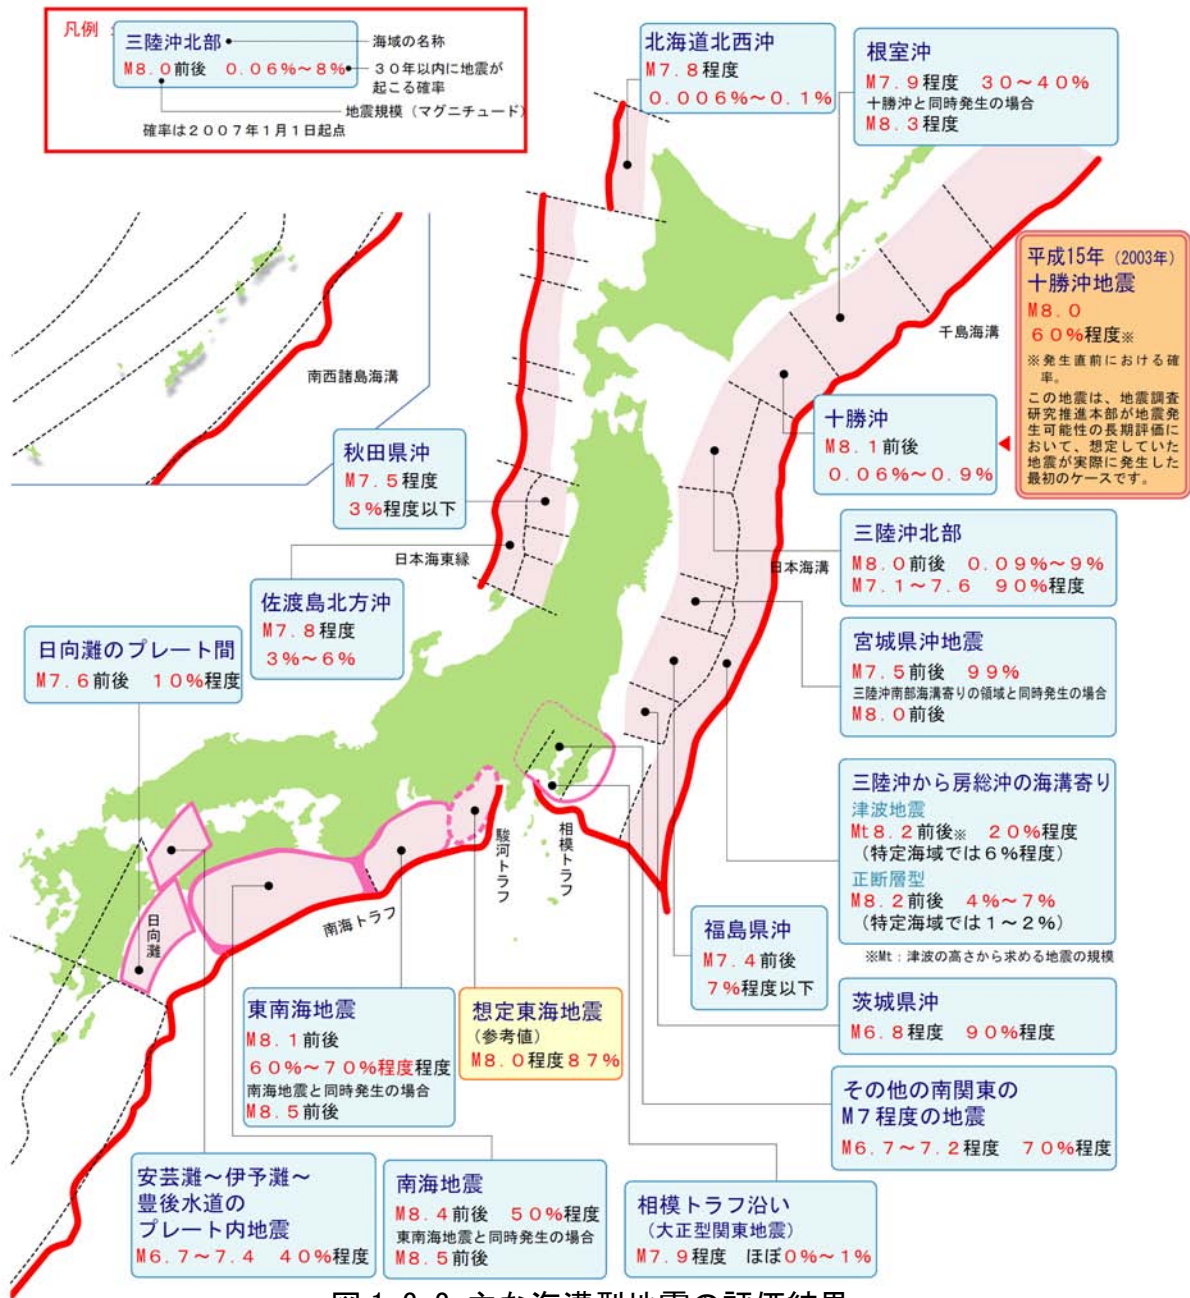 凡例
三陸沖北部
海域の名称
M8.0前後　0.06%～8%
30年以内に地震が
起こる確率
地震規模（マグニチュード）
確率は2007年1月1日起点
北海道北西沖
M7.8程度
0.006%～0.1%
根室沖
M7.9程度　30～40%
十勝沖と同時発生の場合
M8.3程度
平成15年（2003年）
十勝沖地震
M8.0
60%程度※
※発生直前における確
率。
この地震は、地震調査
研究推進本部が地震発
生可能性の長期評価に
おいて、想定していた
地震が実際に発生した
最初のケースです。
千島海溝
南西諸島海溝
十勝沖
M8.1前後
0.06%～0.9%
秋田県沖
M7.5程度
3%程度以下
日本海東縁
日本海溝
三陸沖北部
M8.0前後　0.09%～9%
M7.1～7.6　90%程度
佐渡島北方沖
M7.8程度
3%～6%
日向灘のプレート間
M7.6前後　10%程度
宮城県沖地震
M7.5前後　99%
三陸沖南部海溝寄りの領域と同時発生の場合
M8.0前後
三陸沖から房総沖の海溝寄り
津波地震
Mt8.2前後※　20%程度
（特定海域では6%程度）
正断層型
M8.2前後　4%～7%
（特定海域では1～2%）
※Mt：津波の高さから求める地震の規模
駿河トラフ
相模トラフ
南海トラフ
日向灘
福島県沖
M7.4前後
7%程度以下
東南海地震
M8.1前後
60%～70%程度程度
南海地震と同時発生の場合
M8.5前後
想定東海地震
（参考値）
M8.0程度87%
茨城県沖
M6.8程度　90%程度
その他の南関東の
M7程度の地震
M6.7～7.2程度　70%程度
安芸灘～伊予灘～
豊後水道の
プレート内地震
M6.7～7.4　40%程度
南海地震
M8.4前後　50%程度
東南海地震と同時発生の場合
M8.5前後
相模トラフ沿い
（大正型関東地震）
M7.9程度　ほぼ0%～1%
主な海溝型地震の評価結果